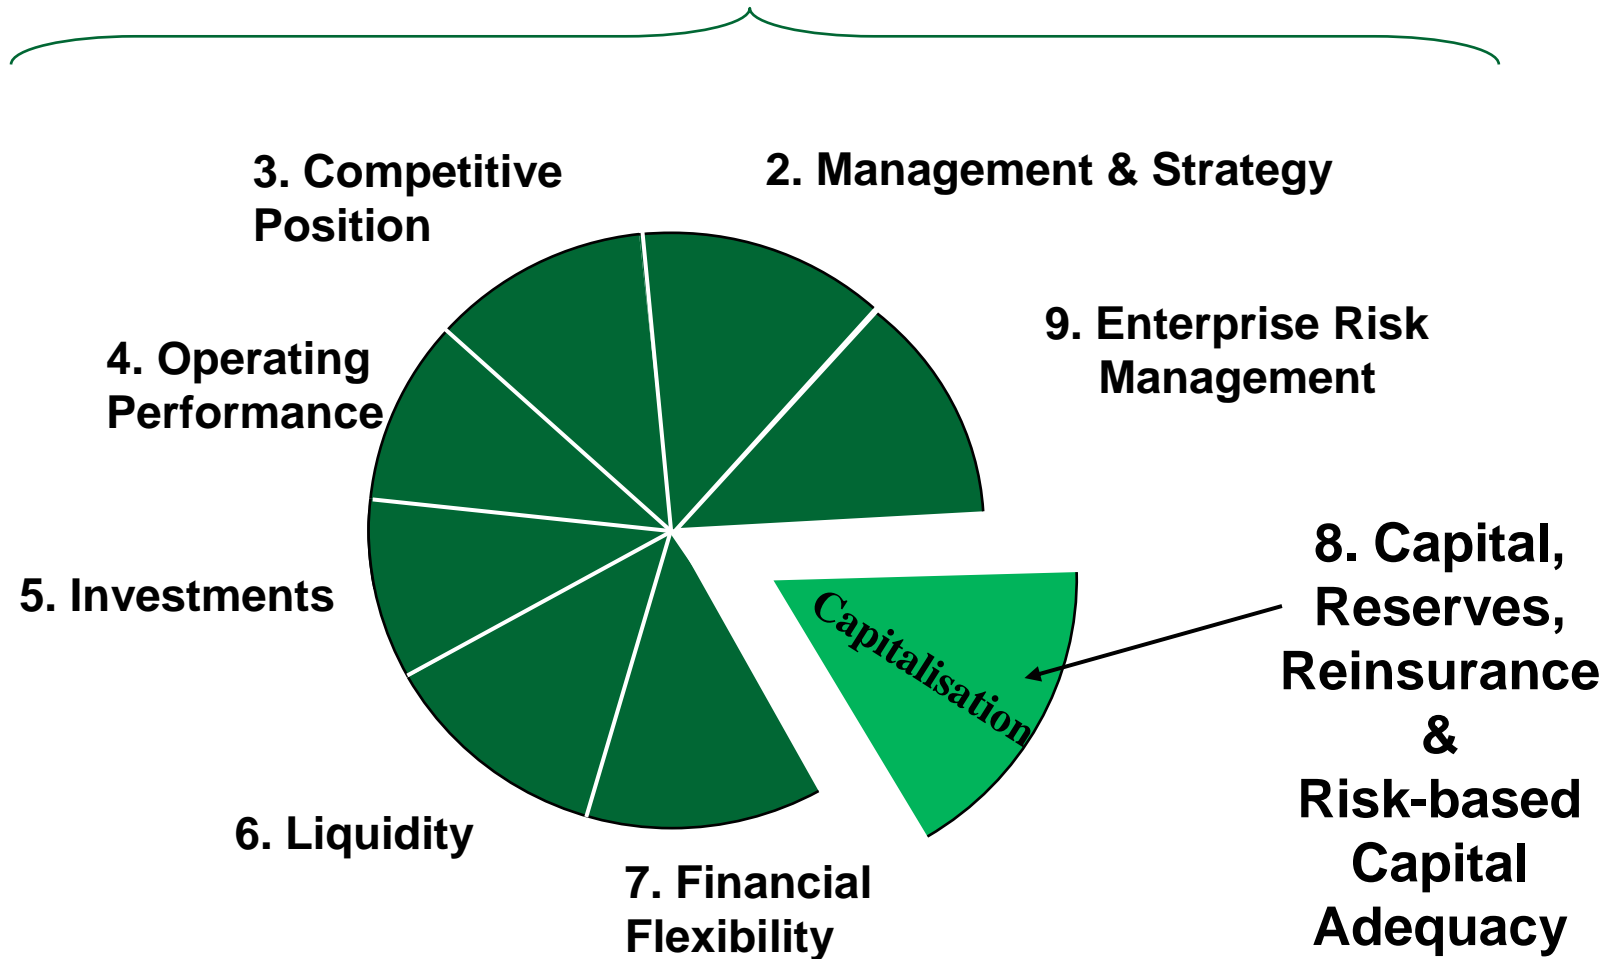 3. Competitive
Position
2. Management & Strategy
9. Enterprise Risk
Management
4. Operating
Performance
5. Investments
Capitalisation
8. Capital,
Reserves,
Reinsurance
&
Risk-based
Capital
Adequacy
6. Liquidity
7. Financial
Flexibility